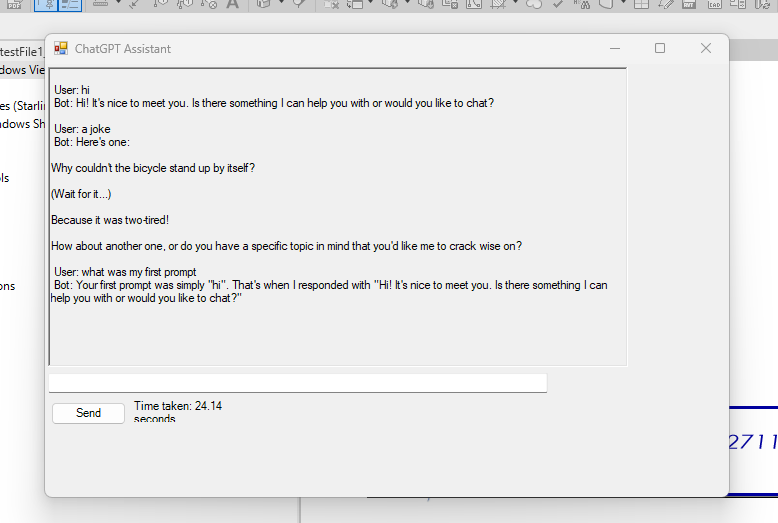 testFile1_
ChatGPT Assistant
dows Vie
User: hi
Bot: Hi! It's nice to meet you. Is there something I can help you with or would you like to chat?
es (Starli
ndows Sh
User: a joke
Bot: Here's one:
Why couldn't the bicycle stand up by itself?
ols
(Wait for it...)
Because it was two-tired!
How about another one, or do you have a specific topic in mind that you'd like me to crack wise on?
User: what was my first prompt
ons
Bot: Your first prompt was simply "hi". That's when I responded with "Hi! It's nice to meet you. Is there something I can
help you with or would you like to chat?"
Send
Time taken: 24.14
seconds
2711